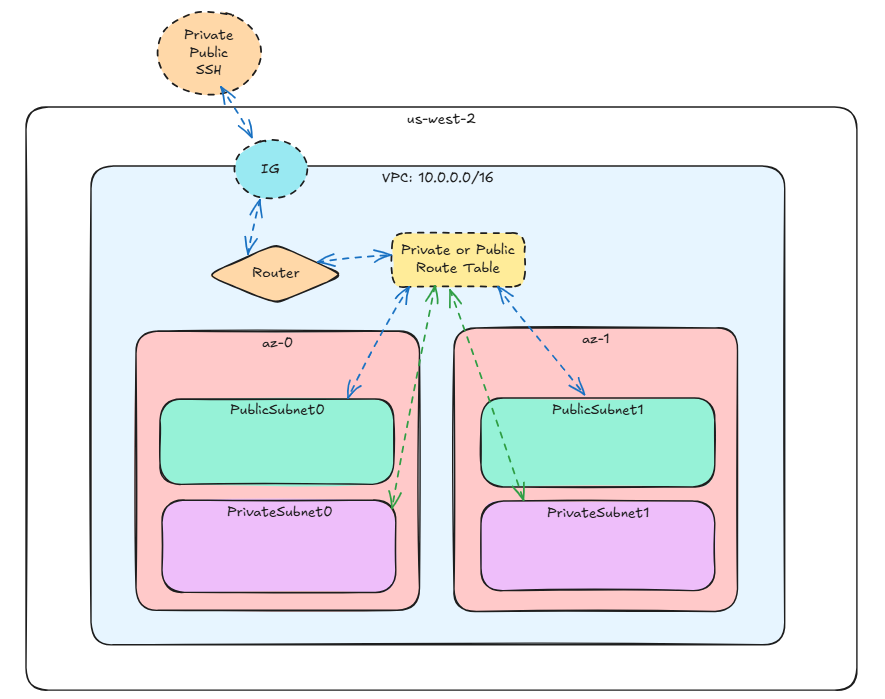 Private
Public
SSH
us-west-2
IG
VPC: 10.0.0.0/16
Private or Public
Route Table
Router
az-0
az-1
PublicSubnet0
PublicSubnet1
PrivateSubnet0
PrivateSubnet1